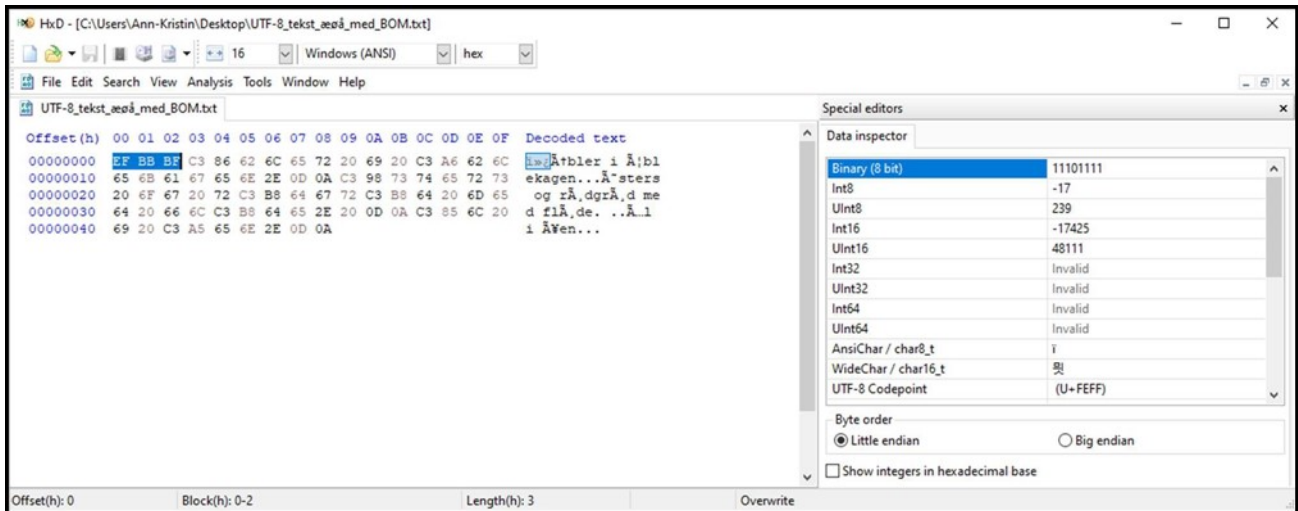 HxD - [C:\Users\Ann-Kristin\Desktop\UTF-8_tekst_æøå_med_BOM.txt]
16 Windows (ANSI) hex
File Edit Search View Analysis Tools Window Help
UTF-8_tekst_æøå_med_BOM.txt
Offset(h) 00 01 02 03 04 05 06 07 08 09 0A 0B 0C 0D 0E 0F Decoded text
00000000 EF BB BF C3 86 62 6C 65 72 20 69 20 C3 A6 62 6C ï»¿Ã†bler i Ã¦bl
00000010 65 6B 61 67 65 6E 2E 0D 0A C3 98 73 74 65 72 73 ekagen...Ã˜sters
00000020 20 6F 67 20 72 C3 B8 64 67 72 C3 B8 64 20 6D 65 og rÃ¸dgrÃ¸d me
00000030 64 20 66 6C C3 B8 64 65 2E 20 0D 0A C3 85 6C 20 d flÃ¸de. ..Ã…l
00000040 69 20 C3 A5 65 6E 2E 0D 0A i Ã¥en...
Special editors
Data inspector
Binary (8 bit) 11101111
Int8 -17
UInt8 239
Int16 -17425
UInt16 48111
Int32 Invalid
UInt32 Invalid
Int64 Invalid
UInt64 Invalid
AnsiChar / char8_t ï
WideChar / char16_t 믯
UTF-8 Codepoint (U+FEFF)
Byte order
Little endian Big endian
Show integers in hexadecimal base
Offset(h): 0 Block(h): 0-2 Length(h): 3 Overwrite